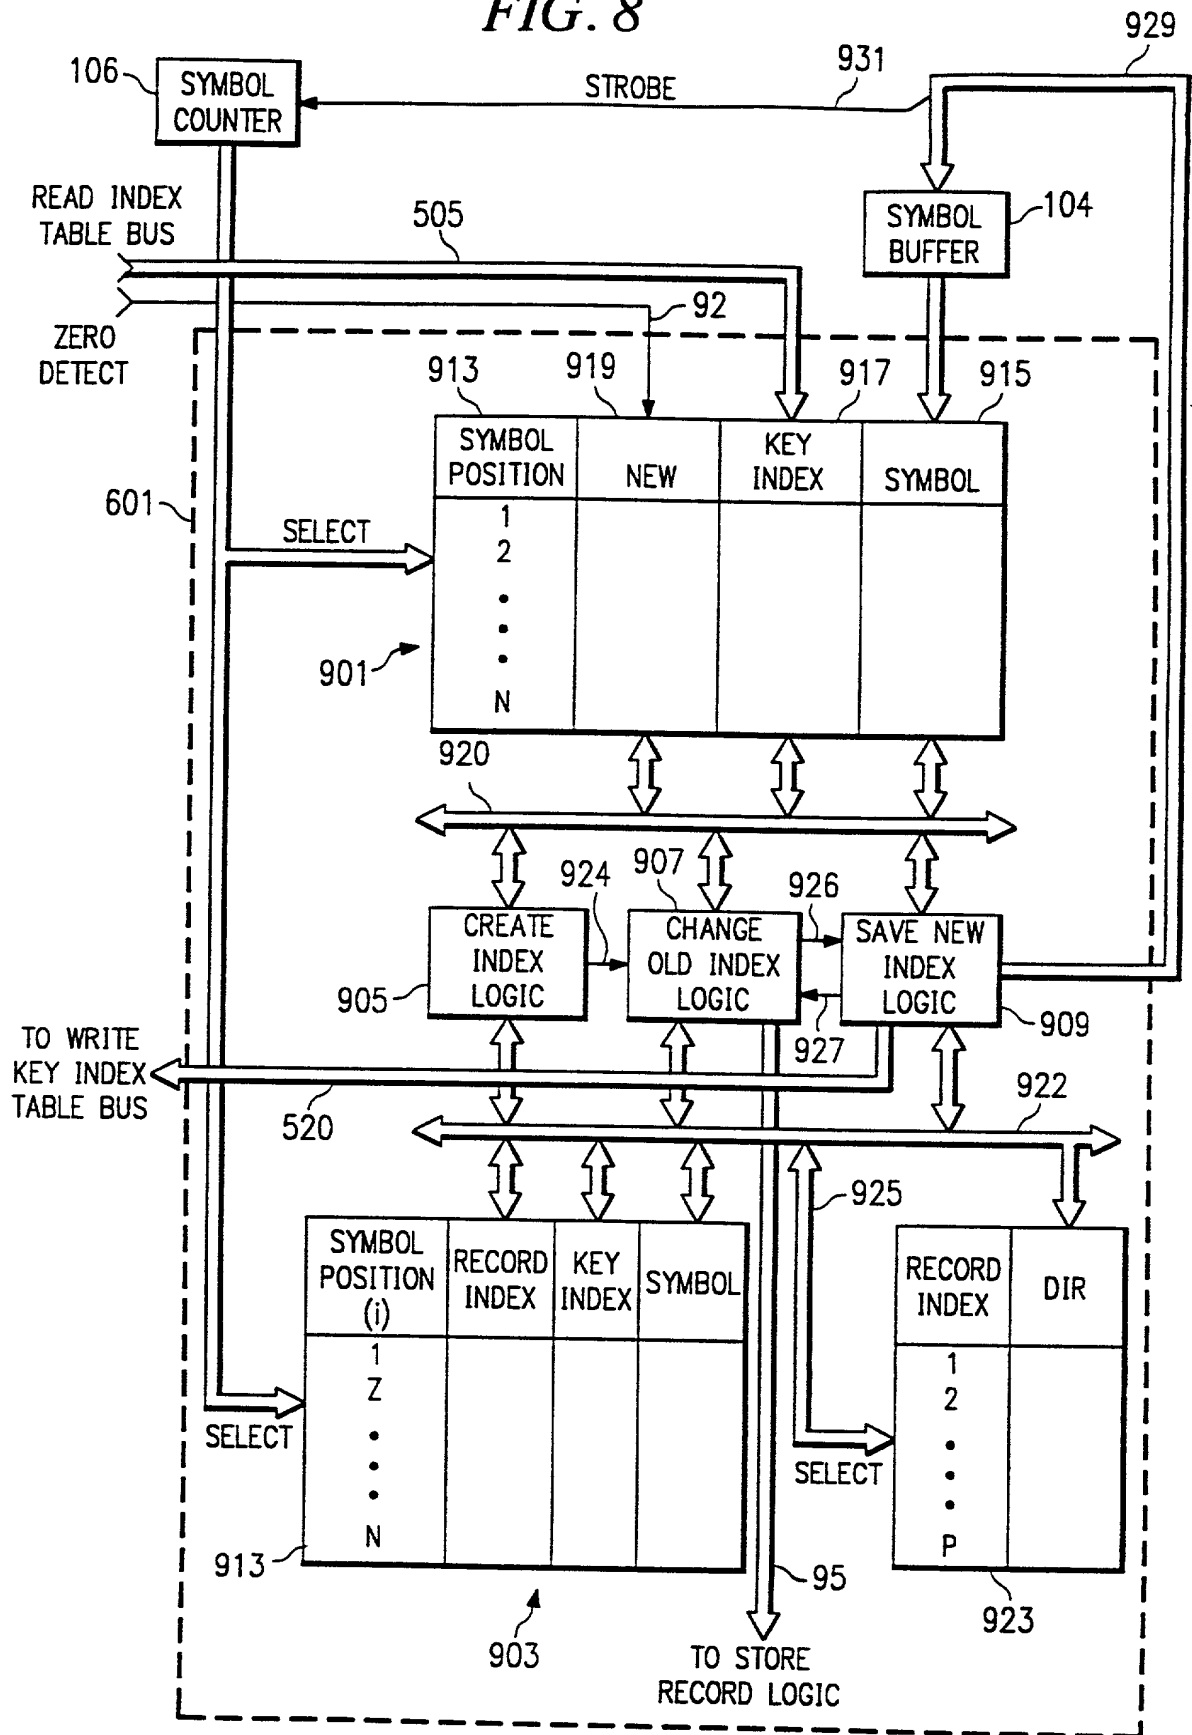 FIG. 8
929
106
SYMBOL
COUNTER
STROBE
931
READ INDEX
TABLE BUS
505
SYMBOL
BUFFER
104
92
ZERO
DETECT
913
919
917
915
SYMBOL
POSITION
NEW
KEY
INDEX
SYMBOL
601
SELECT
1
2
N
901
920
907
924
926
CREATE
INDEX
LOGIC
CHANGE
OLD INDEX
LOGIC
SAVE NEW
INDEX
LOGIC
905
927
909
TO WRITE
KEY INDEX
TABLE BUS
520
922
925
SYMBOL
POSITION
(i)
RECORD
INDEX
KEY
INDEX
SYMBOL
RECORD
INDEX
DIR
1
Z
N
1
2
P
SELECT
SELECT
913
95
923
903
TO STORE
RECORD LOGIC